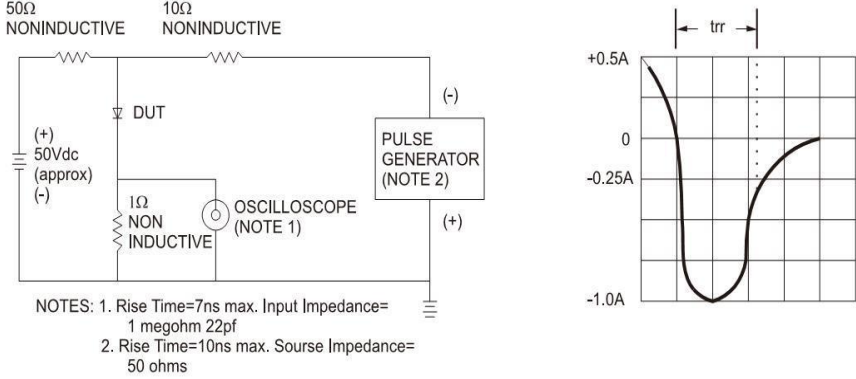 50Ω
NONINDUCTIVE
10Ω
NONINDUCTIVE
DUT
(+)
50Vdc
(approx)
(-)
1Ω
NON
INDUCTIVE
OSCILLOSCOPE
(NOTE 1)
(-)
PULSE
GENERATOR
(NOTE 2)
(+)
NOTES: 1. Rise Time=7ns max. Input Impedance=
1 megohm 22pf
2. Rise Time=10ns max. Sourse Impedance=
50 ohms
trr
+0.5A
0
-0.25A
-1.0A